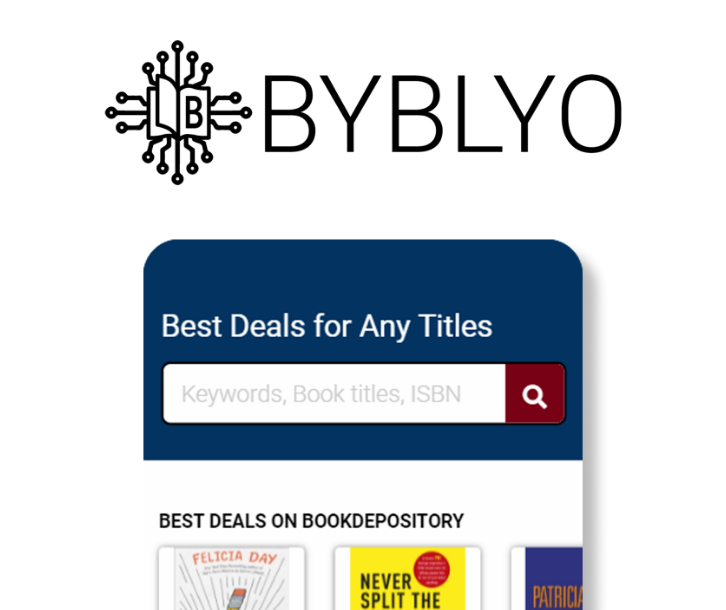 B
BYBLYO
Best Deals for Any Titles
Keywords, Book titles, ISBN
BEST DEALS ON BOOKDEPOSITORY
FELICIA DAY
NEVER
SPLIT THE
PATRICIA